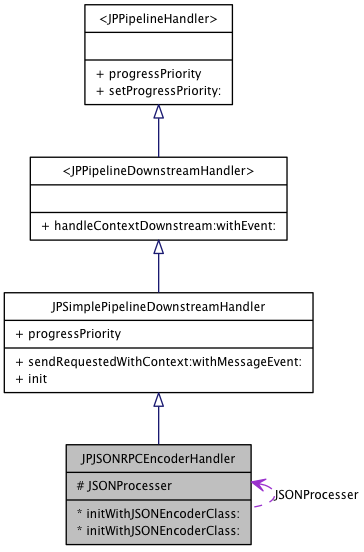 <JPPipelineHandler>
+ progressPriority
+ setProgressPriority:
<JPPipelineDownstreamHandler>
+ handleContextDownstream:withEvent:
JPSimplePipelineDownstreamHandler
+ progressPriority
+ sendRequestedWithContext:withMessageEvent:
+ init
JPJSONRPCEncoderHandler
# JSONProcesser
JSONProcesser
* initWithJSONEncoderClass:
* initWithJSONEncoderClass: